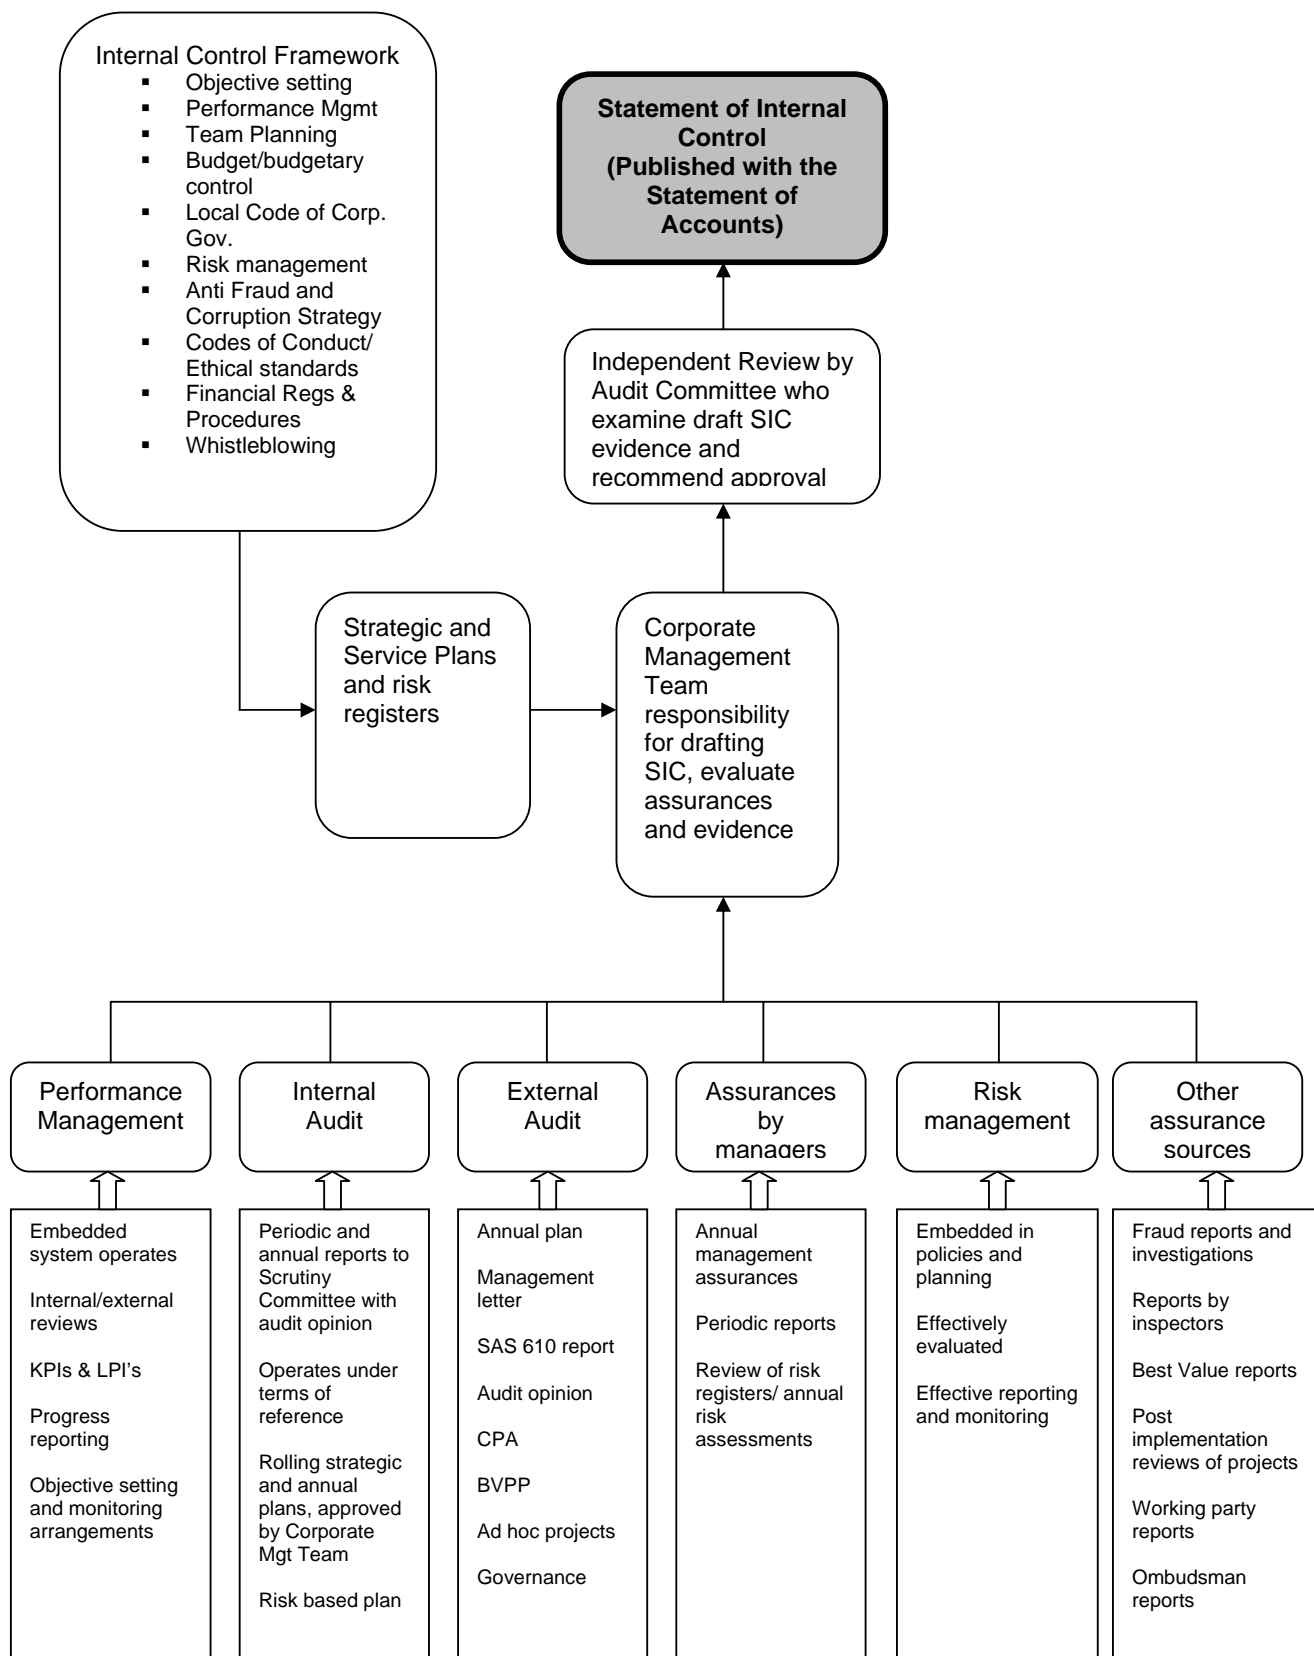 Internal Control Framework
▪ Objective setting
▪ Performance Mgmt
▪ Team Planning
▪ Budget/budgetary
control
▪ Local Code of Corp.
Gov.
▪ Risk management
▪ Anti Fraud and
Corruption Strategy
▪ Codes of Conduct/
Ethical standards
▪ Financial Regs &
Procedures
▪ Whistleblowing
Statement of Internal
Control
(Published with the
Statement of
Accounts)
Independent Review by
Audit Committee who
examine draft SIC
evidence and
recommend approval
Strategic and
Service Plans
and risk
registers
Corporate
Management
Team
responsibility
for drafting
SIC, evaluate
assurances
and evidence
Performance
Management
Internal
Audit
External
Audit
Assurances
by
managers
Risk
management
Other
assurance
sources
Embedded
system operates
Internal/external
reviews
KPIs & LPI’s
Progress
reporting
Objective setting
and monitoring
arrangements
Periodic and
annual reports to
Scrutiny
Committee with
audit opinion
Operates under
terms of
reference
Rolling strategic
and annual
plans, approved
by Corporate
Mgt Team
Risk based plan
Annual plan
Management
letter
SAS 610 report
Audit opinion
CPA
BVPP
Ad hoc projects
Governance
Annual
management
assurances
Periodic reports
Review of risk
registers/ annual
risk
assessments
Embedded in
policies and
planning
Effectively
evaluated
Effective reporting
and monitoring
Fraud reports and
investigations
Reports by
inspectors
Best Value reports
Post
implementation
reviews of projects
Working party
reports
Ombudsman
reports